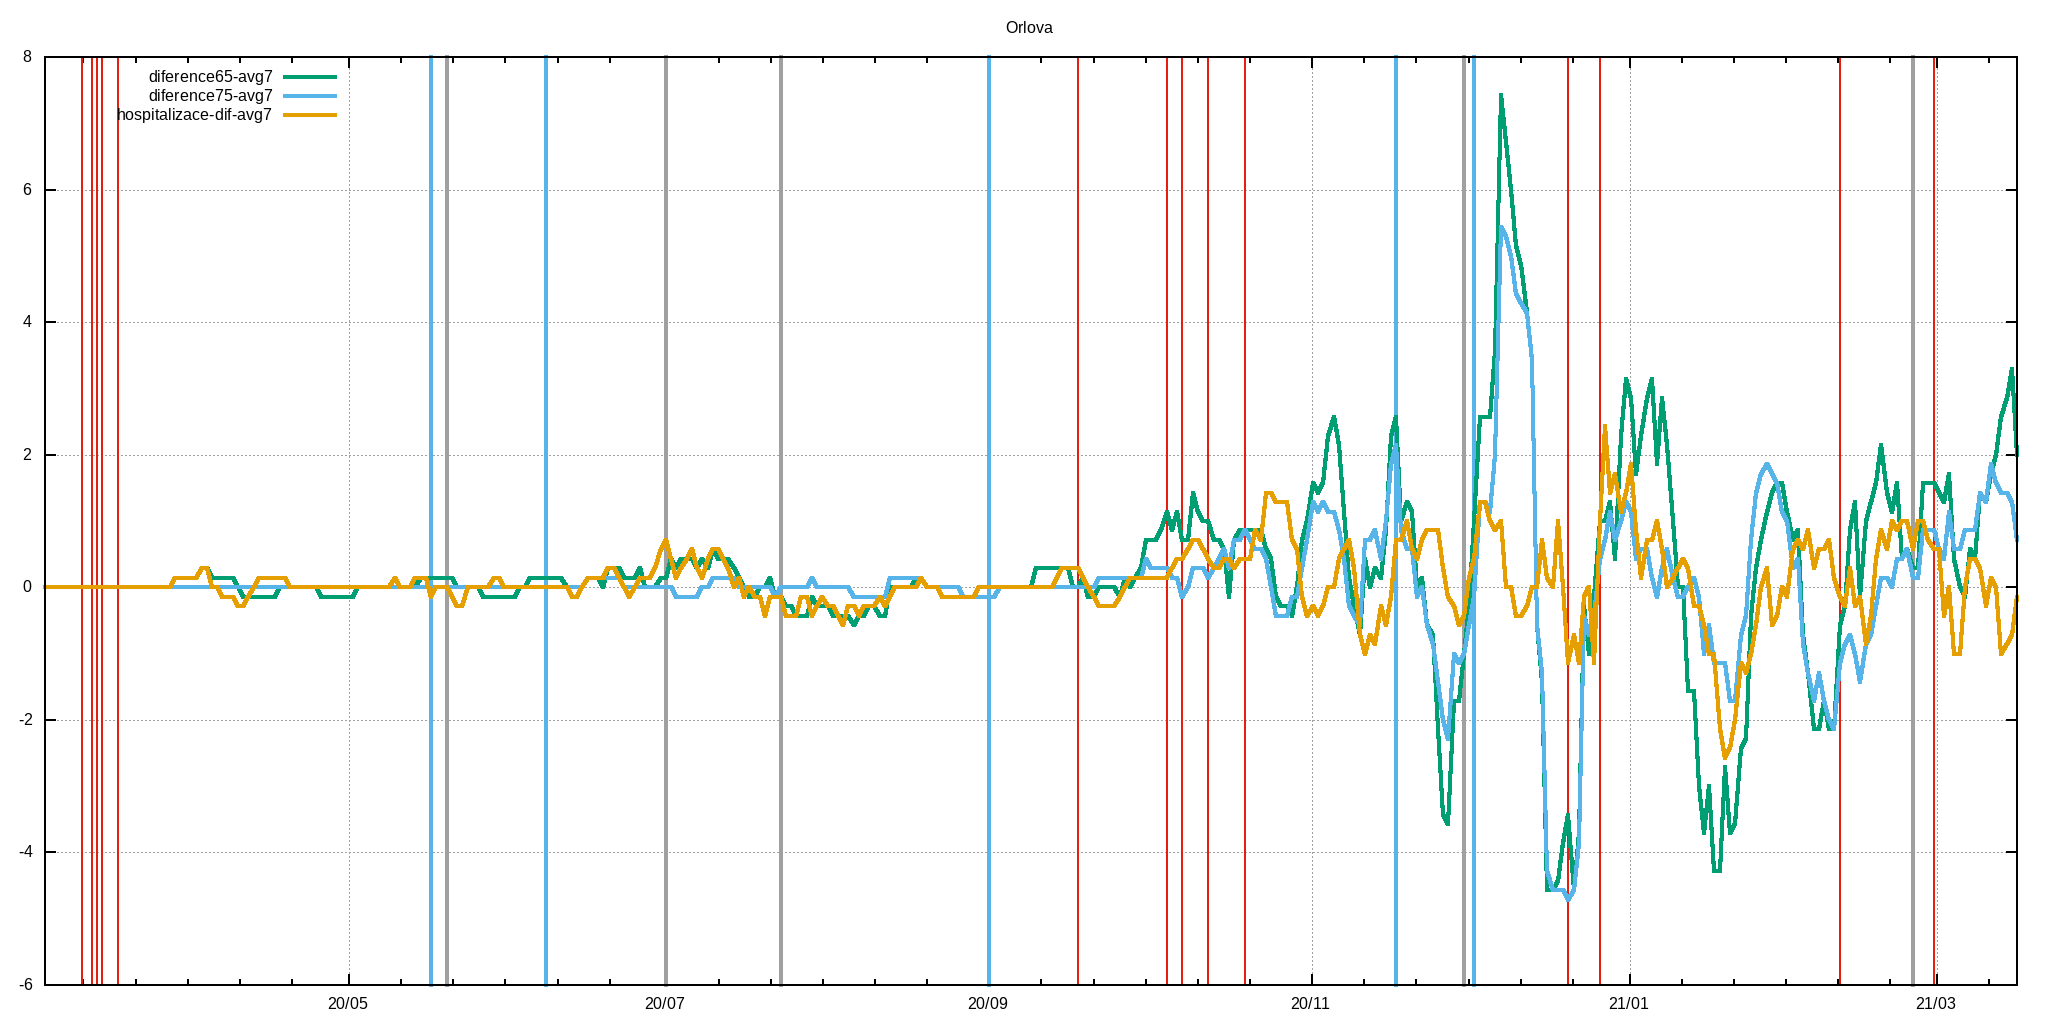 Orlova
8
diference65-avg7
diference75-avg7
hospitalizace-dif-avg7
6
4
2
0
-2
-4
-6
20/05 20/07 20/09 20/11 21/01 21/03